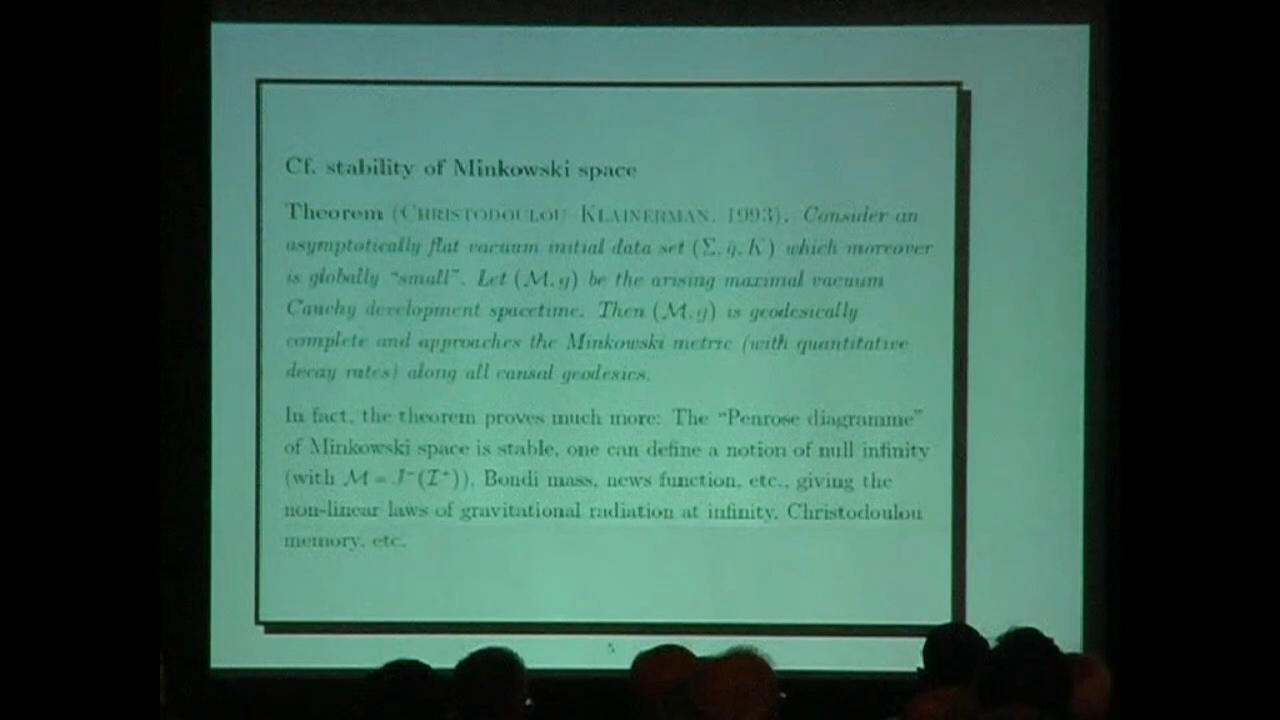 Cf. stability of Minkowski space
Theorem (CHRISTODOULOU–KLAINERMAN, 1993). Consider an
asymptotically flat vacuum initial data set (Σ, ḡ, K) which moreover
is globally “small”. Let (ℳ, g) be the arising maximal vacuum
Cauchy development spacetime. Then (ℳ, g) is geodesically
complete and approaches the Minkowski metric (with quantitative
decay rates) along all causal geodesics.
In fact, the theorem proves much more: The “Penrose diagramme”
of Minkowski space is stable, one can define a notion of null infinity
(with ℳ = J⁻(ℐ⁺)), Bondi mass, news function, etc., giving the
non-linear laws of gravitational radiation at infinity, Christodoulou
memory, etc.
5